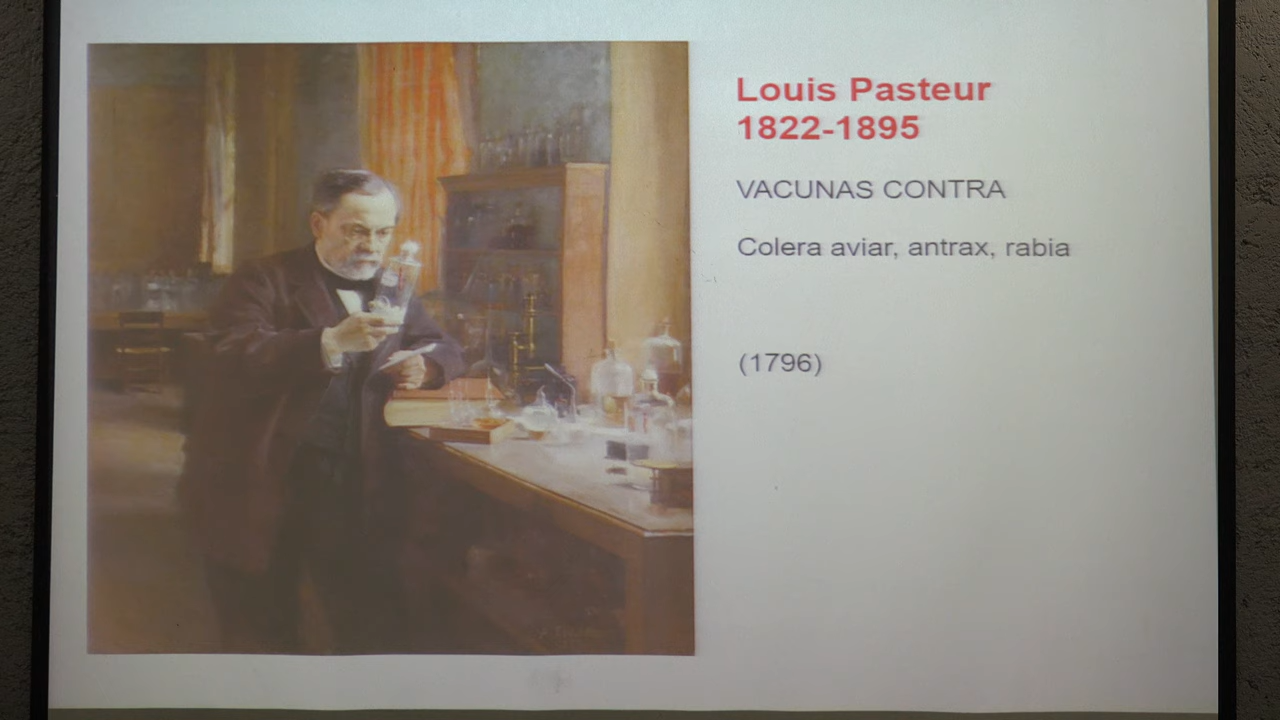 Louis Pasteur
1822-1895
VACUNAS CONTRA
Colera aviar, antrax, rabia
(1796)